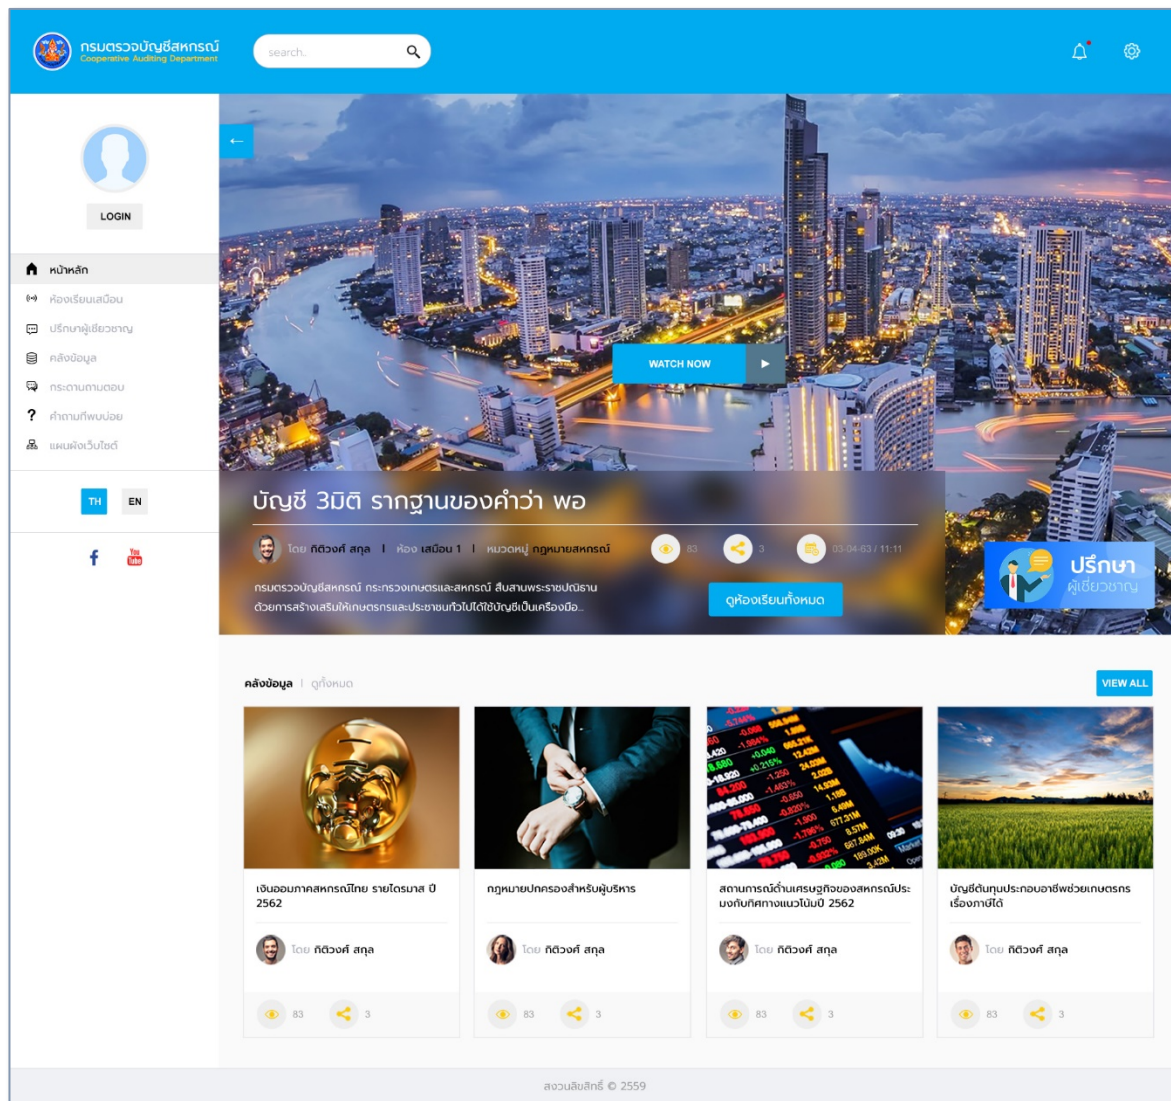 กรมตรวจบัญชีสหกรณ์
Cooperative Auditing Department
search..
LOGIN
หน้าหลัก
ห้องเรียนเสมือน
ปรึกษาผู้เชี่ยวชาญ
คลังข้อมูล
กระดานถามตอบ
คำถามที่พบบ่อย
แผนผังเว็บไซต์
TH EN
f You Tube
WATCH NOW
บัญชี 3มิติ รากฐานของคำว่า พอ
โดย กิติวงศ์ สกุล | ห้อง เสมือน 1 | หมวดหมู่ กฎหมายสหกรณ์ 83 3 03-04-63 / 11:11
กรมตรวจบัญชีสหกรณ์ กระทรวงเกษตรและสหกรณ์ สืบสานพระราชปณิธาน
ด้วยการสร้างเสริมให้เกษตรกรและประชาชนทั่วไปได้ใช้บัญชีเป็นเครื่องมือ...
ดูห้องเรียนทั้งหมด
ปรึกษา
ผู้เชี่ยวชาญ
คลังข้อมูล | ดูทั้งหมด
VIEW ALL
เงินออมภาคสหกรณ์ไทย รายไตรมาส ปี
2562
โดย กิติวงศ์ สกุล
83 3
กฎหมายปกครองสำหรับผู้บริหาร
โดย กิติวงศ์ สกุล
83 3
สถานการณ์ด้านเศรษฐกิจของสหกรณ์ประ
มงกับทิศทางแนวโน้มปี 2562
โดย กิติวงศ์ สกุล
83 3
บัญชีต้นทุนประกอบอาชีพช่วยเกษตรกร
เรื่องภาษีได้
โดย กิติวงศ์ สกุล
83 3
สงวนลิขสิทธิ์ © 2559